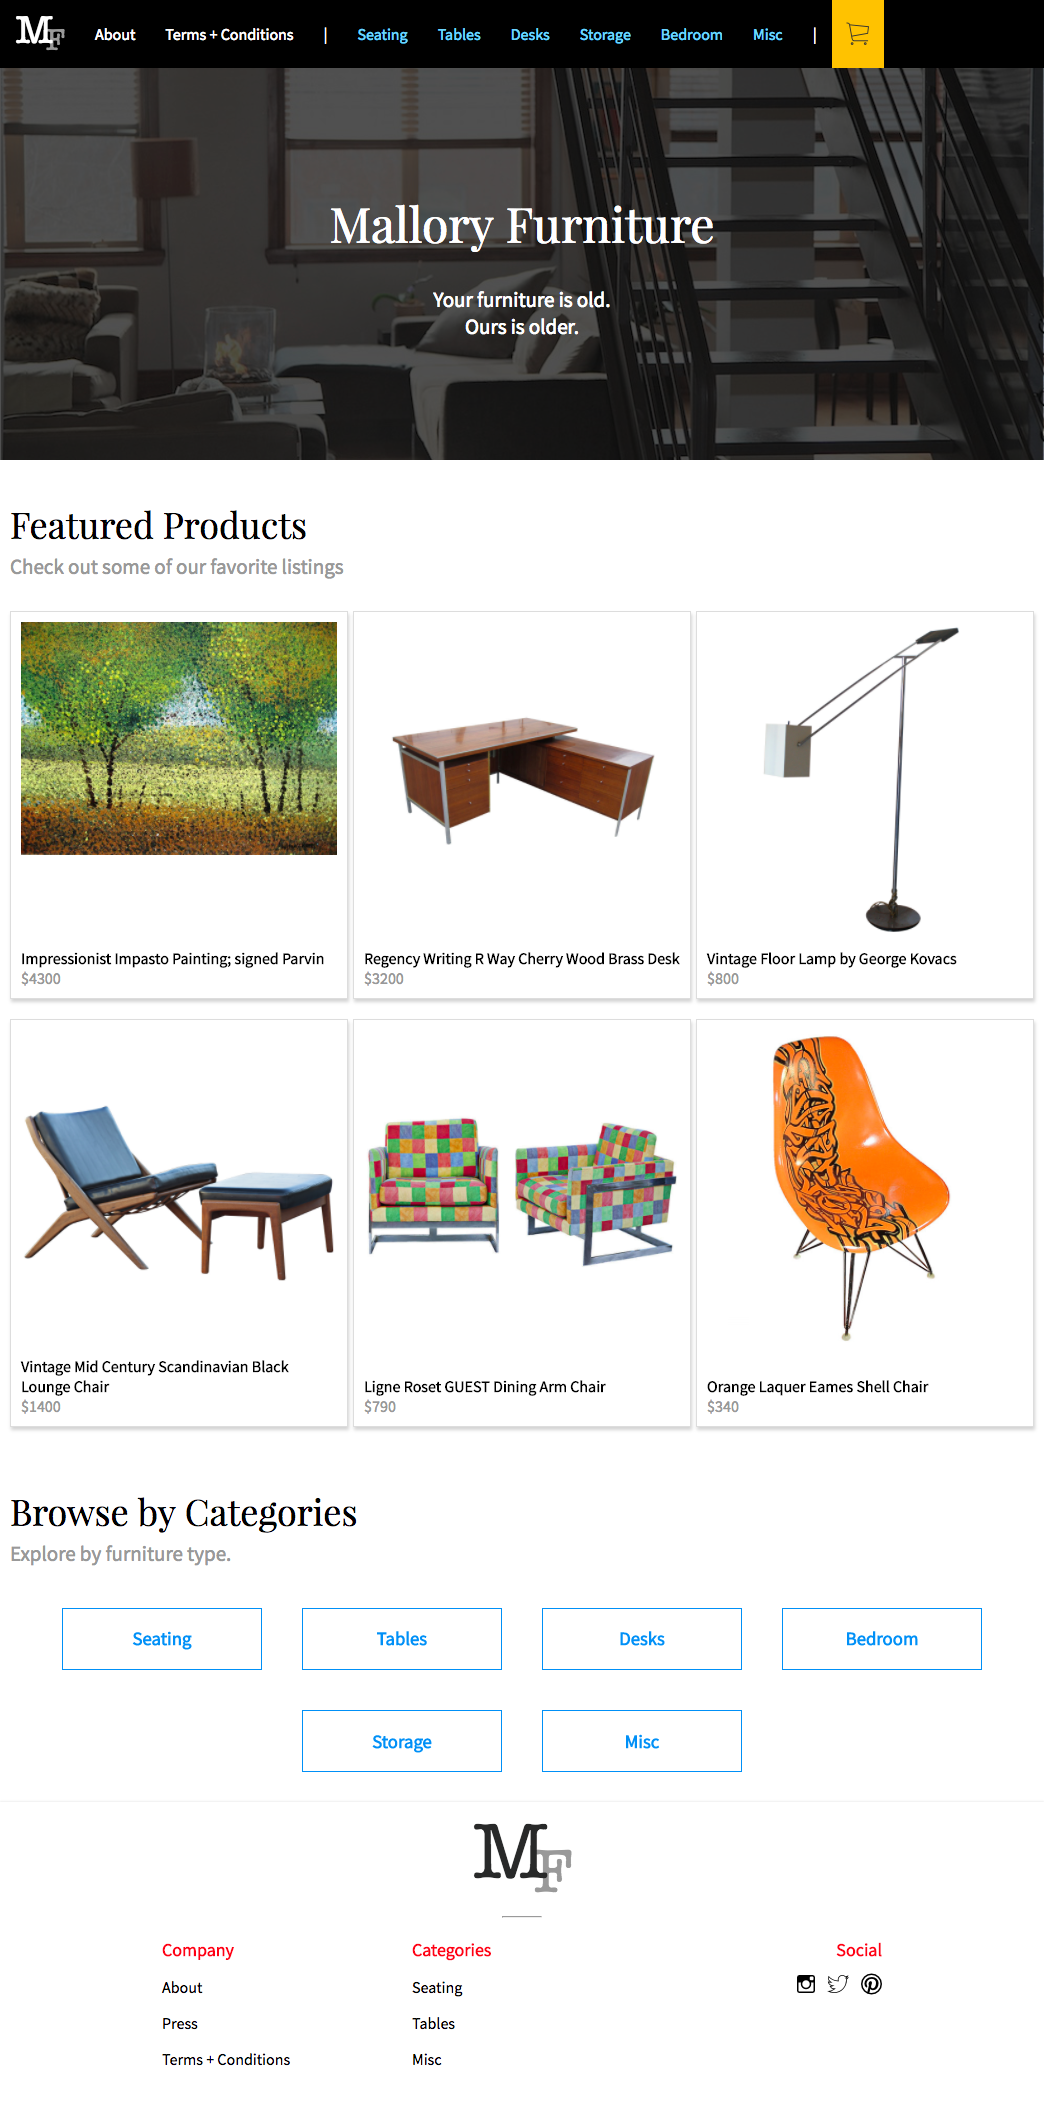 MF About Terms + Conditions | Seating Tables Desks Storage Bedroom Misc |
Mallory Furniture
Your furniture is old.
Ours is older.
Featured Products
Check out some of our favorite listings
Impressionist Impasto Painting; signed Parvin
$4300
Regency Writing R Way Cherry Wood Brass Desk
$3200
Vintage Floor Lamp by George Kovacs
$800
Vintage Mid Century Scandinavian Black
Lounge Chair
$1400
Ligne Roset GUEST Dining Arm Chair
$790
Orange Laquer Eames Shell Chair
$340
Browse by Categories
Explore by furniture type.
Seating
Tables
Desks
Bedroom
Storage
Misc
MF
Company
About
Press
Terms + Conditions
Categories
Seating
Tables
Misc
Social